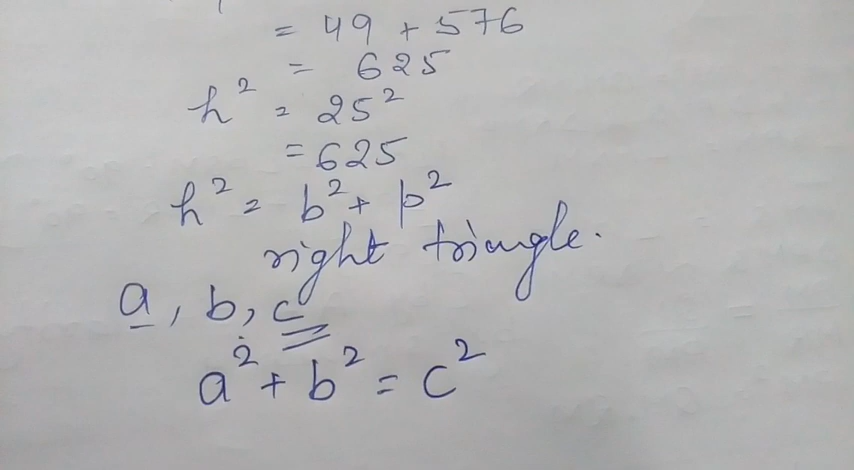 = 49 + 576
= 625
h² = 25²
= 625
h² = b² + p²
right triangle.
a, b, c
a² + b² = c²